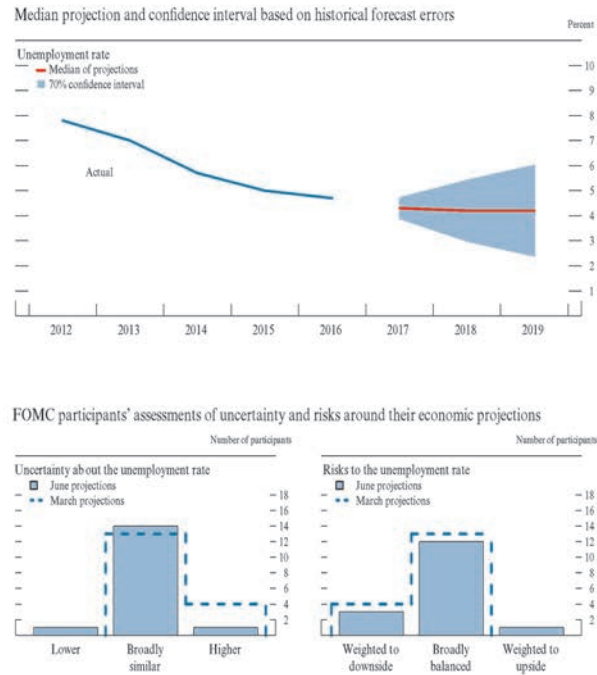 Median projection and confidence interval based on historical forecast errors
Percent
Unemployment rate
Median of projections
70% confidence interval
Actual
10
9
8
7
6
5
4
3
2
1
2012 2013 2014 2015 2016 2017 2018 2019
FOMC participants' assessments of uncertainty and risks around their economic projections
Number of participants
Uncertainty about the unemployment rate
June projections
March projections
18
16
14
12
10
8
6
4
2
Lower Broadly similar Higher
Number of participants
Risks to the unemployment rate
June projections
March projections
18
16
14
12
10
8
6
4
2
Weighted to downside Broadly balanced Weighted to upside